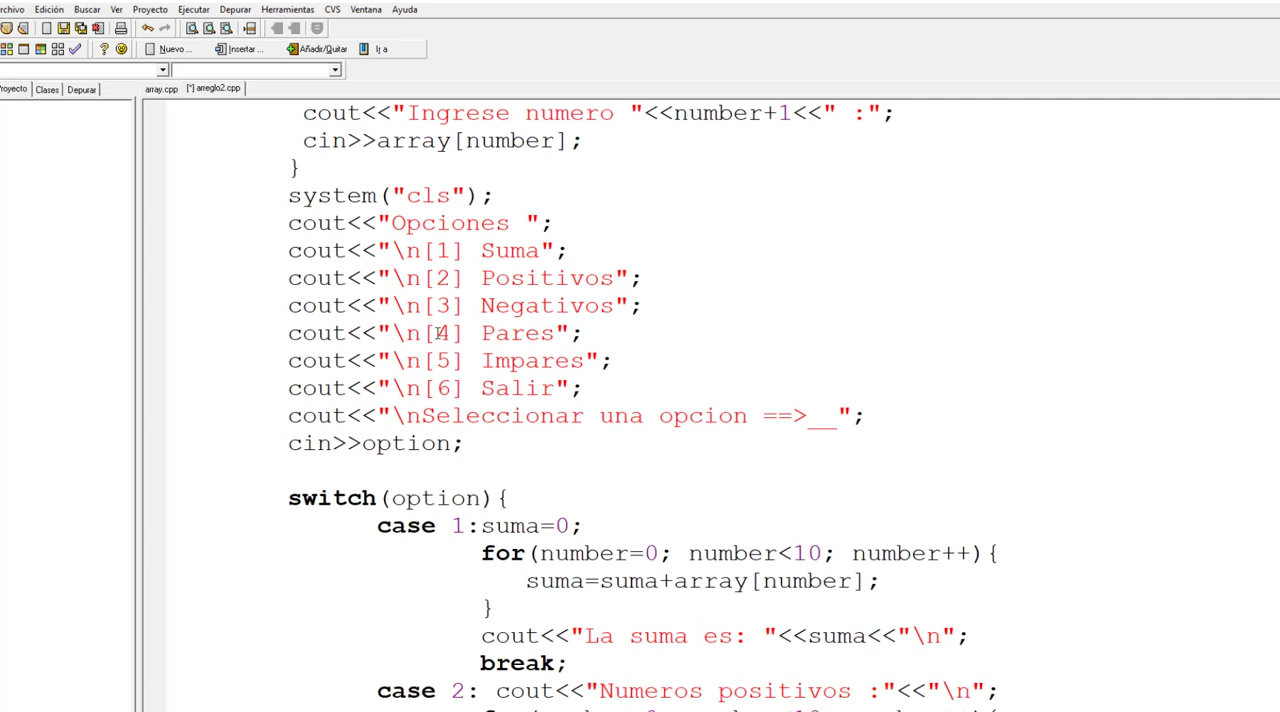 rchivo Edición Buscar Ver Proyecto Ejecutar Depurar Herramientas CVS Ventana Ayuda
Nuevo ... Insertar ... Añadir/Quitar Ir a
royecto Clases Depurar array.cpp [*] arreglo2.cpp
cout<<"Ingrese numero "<<number+1<<" :";
cin>>array[number];
}
system("cls");
cout<<"Opciones ";
cout<<"\n[1] Suma";
cout<<"\n[2] Positivos";
cout<<"\n[3] Negativos";
cout<<"\n[4] Pares";
cout<<"\n[5] Impares";
cout<<"\n[6] Salir";
cout<<"\nSeleccionar una opcion ==>__";
cin>>option;
switch(option){
case 1:suma=0;
for(number=0; number<10; number++){
suma=suma+array[number];
}
cout<<"La suma es: "<<suma<<"\n";
break;
case 2: cout<<"Numeros positivos :"<<"\n";